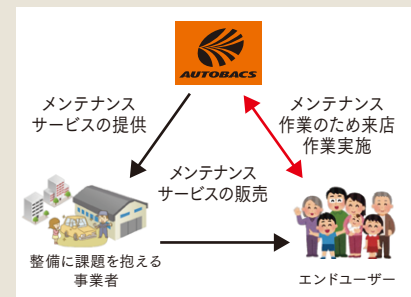 AUTOBACS
メンテナンス
サービスの提供
メンテナンス
作業のため来店
作業実施
メンテナンス
サービスの販売
整備に課題を抱える
事業者
エンドユーザー